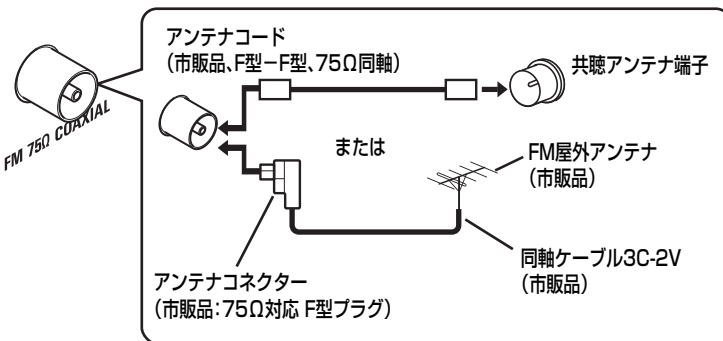 FM 75Ω COAXIAL
アンテナコード
（市販品、F型－F型、75Ω同軸）
共聴アンテナ端子
または
FM屋外アンテナ
（市販品）
同軸ケーブル3C-2V
（市販品）
アンテナコネクター
（市販品：75Ω対応 F型プラグ）